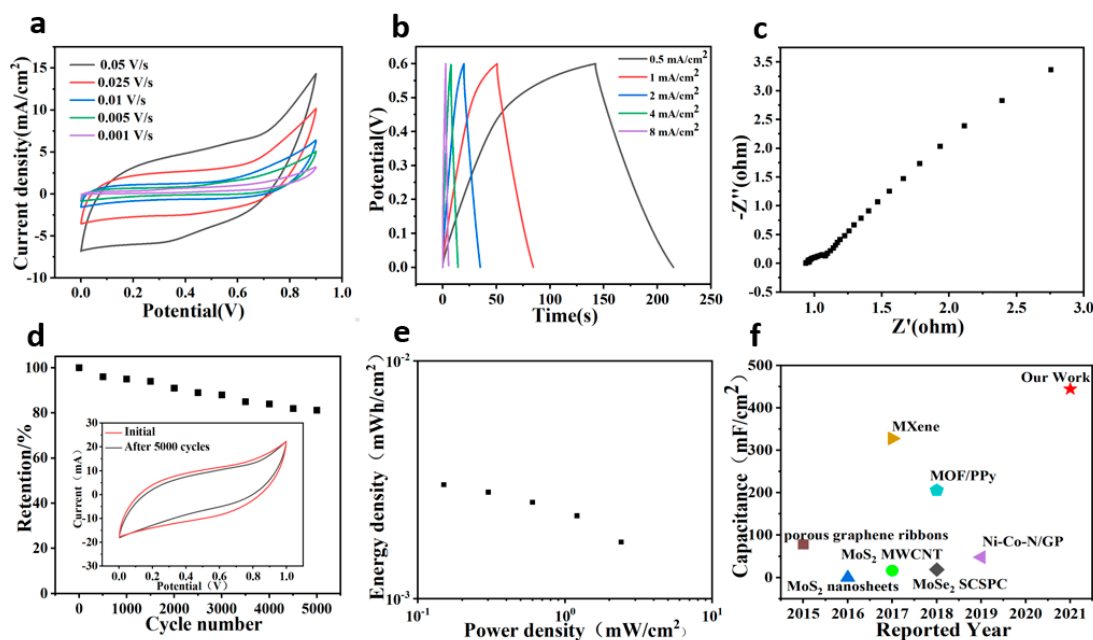 a
0.05 V/s
0.025 V/s
0.01 V/s
0.005 V/s
0.001 V/s
Current density(mA/cm²)
15
10
5
0
-5
-10
0.0 0.2 0.4 0.6 0.8 1.0
Potential(V)
b
0.5 mA/cm²
1 mA/cm²
2 mA/cm²
4 mA/cm²
8 mA/cm²
Potential(V)
0.6
0.5
0.4
0.3
0.2
0.1
0.0
0 50 100 150 200 250
Time(s)
c
-Z''(ohm)
3.5
3.0
2.5
2.0
1.5
1.0
0.5
0.0
-0.5
1.0 1.5 2.0 2.5 3.0
Z'(ohm)
d
Retention/%
100
80
60
40
20
0
Initial
After 5000 cycles
Current（mA）
30
20
10
0
-10
-20
-30
0.0 0.2 0.4 0.6 0.8 1.0
Potential（V）
0 1000 2000 3000 4000 5000
Cycle number
e
Energy density（mWh/cm²）
10⁻²
10⁻³
10⁻¹ 10⁰ 10¹
Power density（mW/cm²）
f
Capacitance（mF/cm²）
500
400
300
200
100
0
Our Work
MXene
MOF/PPy
porous graphene ribbons
Ni-Co-N/GP
MoS₂ MWCNT
MoS₂ nanosheets
MoSe₂ SCSPC
2015 2016 2017 2018 2019 2020 2021
Reported Year